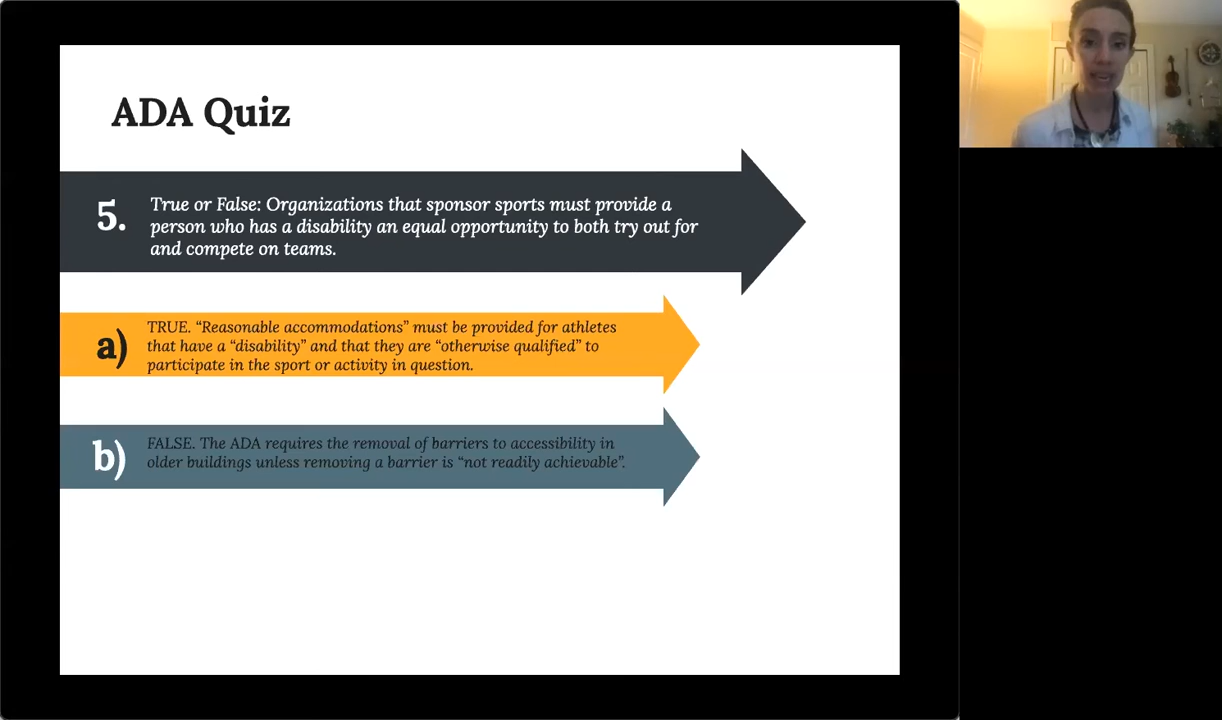 ADA Quiz
5.
True or False: Organizations that sponsor sports must provide a
person who has a disability an equal opportunity to both try out for
and compete on teams.
a)
TRUE. “Reasonable accommodations” must be provided for athletes
that have a “disability” and that they are “otherwise qualified” to
participate in the sport or activity in question.
b)
FALSE. The ADA requires the removal of barriers to accessibility in
older buildings unless removing a barrier is “not readily achievable”.